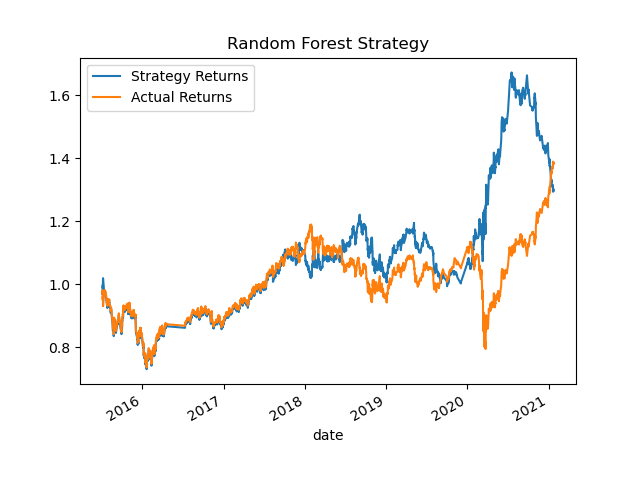 Random Forest Strategy
Strategy Returns
Actual Returns
1.6
1.4
1.2
1.0
0.8
2016
2017
2018
2019
2020
2021
date